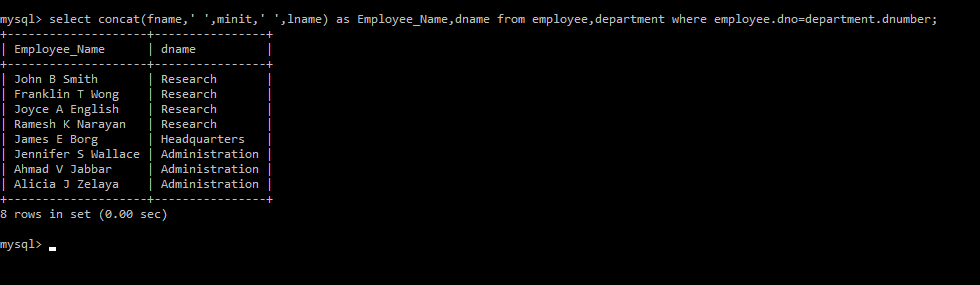 mysql> select concat(fname,' ',minit,' ',lname) as Employee_Name,dname from employee,department where employee.dno=department.dnumber;
+--------------------+----------------+
| Employee_Name      | dname          |
+--------------------+----------------+
| John B Smith       | Research       |
| Franklin T Wong    | Research       |
| Joyce A English    | Research       |
| Ramesh K Narayan   | Research       |
| James E Borg       | Headquarters   |
| Jennifer S Wallace | Administration |
| Ahmad V Jabbar     | Administration |
| Alicia J Zelaya    | Administration |
+--------------------+----------------+
8 rows in set (0.00 sec)
mysql>